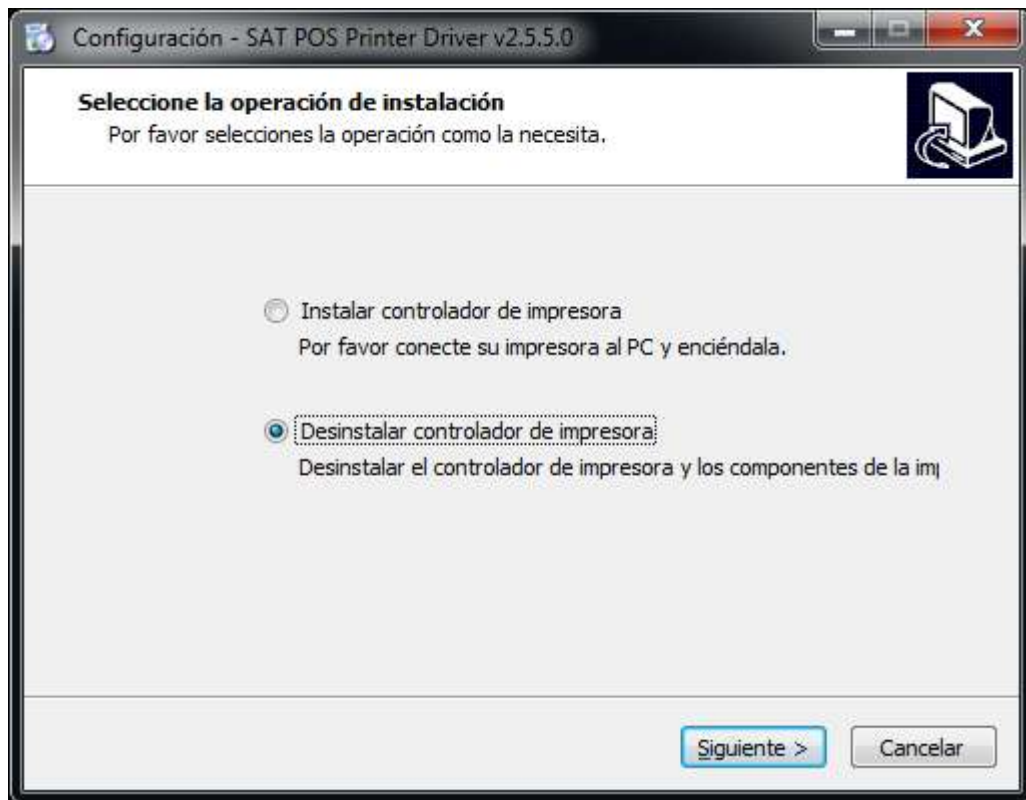 Configuración - SAT POS Printer Driver v2.5.5.0
Seleccione la operación de instalación
Por favor selecciones la operación como la necesita.
Instalar controlador de impresora
Por favor conecte su impresora al PC y enciéndala.
Desinstalar controlador de impresora
Desinstalar el controlador de impresora y los componentes de la
Siguiente >
Cancelar